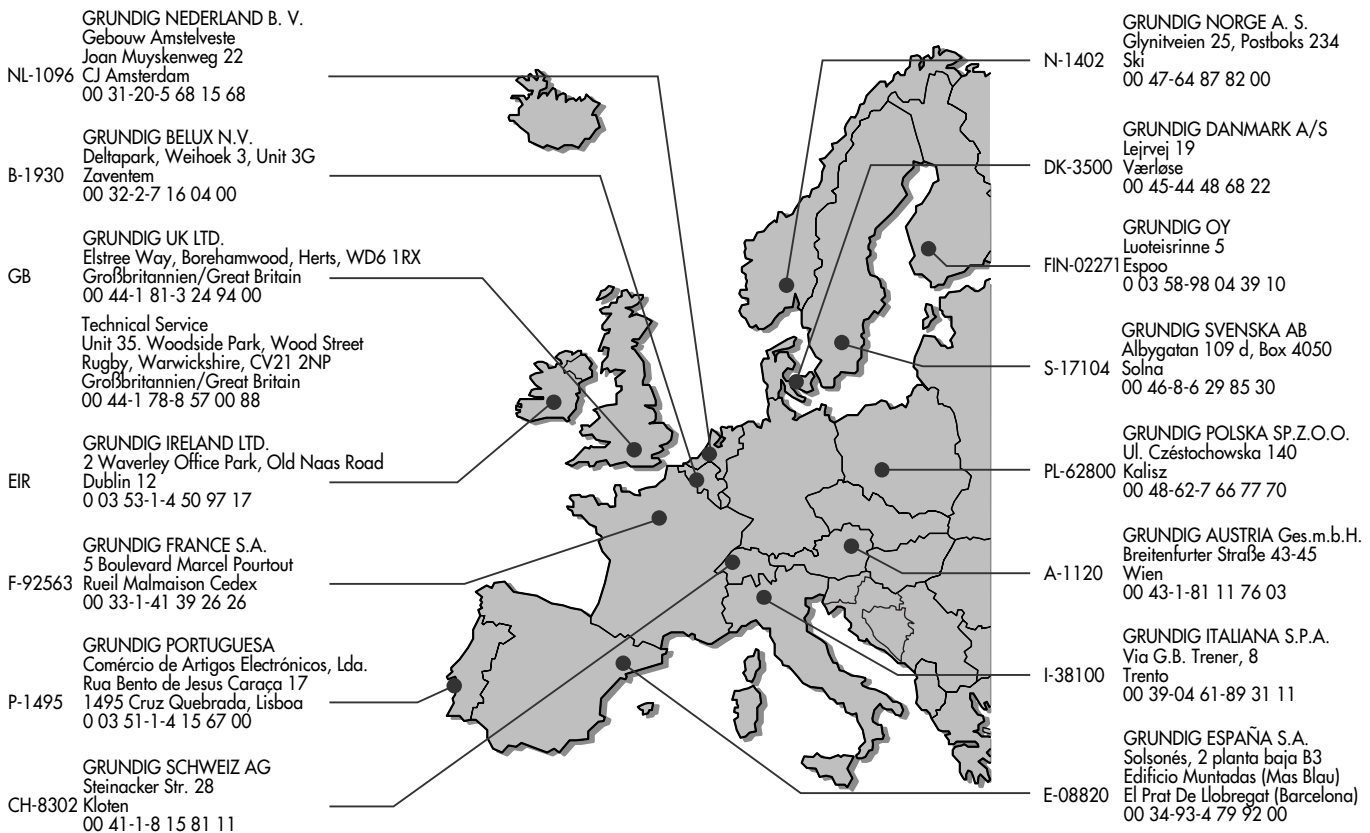 GRUNDIG NEDERLAND B. V.
Gebouw Amstelveste
Joan Muyskenweg 22
NL-1096 CJ Amsterdam
00 31-20-5 68 15 68
GRUNDIG BELUX N.V.
Deltapark, Weihoek 3, Unit 3G
B-1930 Zaventem
00 32-2-7 16 04 00
GRUNDIG UK LTD.
Elstree Way, Borehamwood, Herts, WD6 1RX
GB Großbritannien/Great Britain
00 44-1 81-3 24 94 00
Technical Service
Unit 35. Woodside Park, Wood Street
Rugby, Warwickshire, CV21 2NP
Großbritannien/Great Britain
00 44-1 78-8 57 00 88
GRUNDIG IRELAND LTD.
2 Waverley Office Park, Old Naas Road
EIR Dublin 12
0 03 53-1-4 50 97 17
GRUNDIG FRANCE S.A.
5 Boulevard Marcel Pourtout
F-92563 Rueil Malmaison Cedex
00 33-1-41 39 26 26
GRUNDIG PORTUGUESA
Comércio de Artigos Electrónicos, Lda.
Rua Bento de Jesus Caraça 17
P-1495 1495 Cruz Quebrada, Lisboa
0 03 51-1-4 15 67 00
GRUNDIG SCHWEIZ AG
Steinacker Str. 28
CH-8302 Kloten
00 41-1-8 15 81 11
GRUNDIG NORGE A. S.
Glynitveien 25, Postboks 234
N-1402 Ski
00 47-64 87 82 00
GRUNDIG DANMARK A/S
Lejrvej 19
DK-3500 Værløse
00 45-44 48 68 22
GRUNDIG OY
Luoteisrinne 5
FIN-02271 Espoo
0 03 58-98 04 39 10
GRUNDIG SVENSKA AB
Albygatan 109 d, Box 4050
S-17104 Solna
00 46-8-6 29 85 30
GRUNDIG POLSKA SP.Z.O.O.
Ul. Czéstochowska 140
PL-62800 Kalisz
00 48-62-7 66 77 70
GRUNDIG AUSTRIA Ges.m.b.H.
Breitenfurter Straße 43-45
A-1120 Wien
00 43-1-81 11 76 03
GRUNDIG ITALIANA S.P.A.
Via G.B. Trener, 8
I-38100 Trento
00 39-04 61-89 31 11
GRUNDIG ESPAÑA S.A.
Solsonés, 2 planta baja B3
Edificio Muntadas (Mas Blau)
E-08820 El Prat De Llobregat (Barcelona)
00 34-93-4 79 92 00